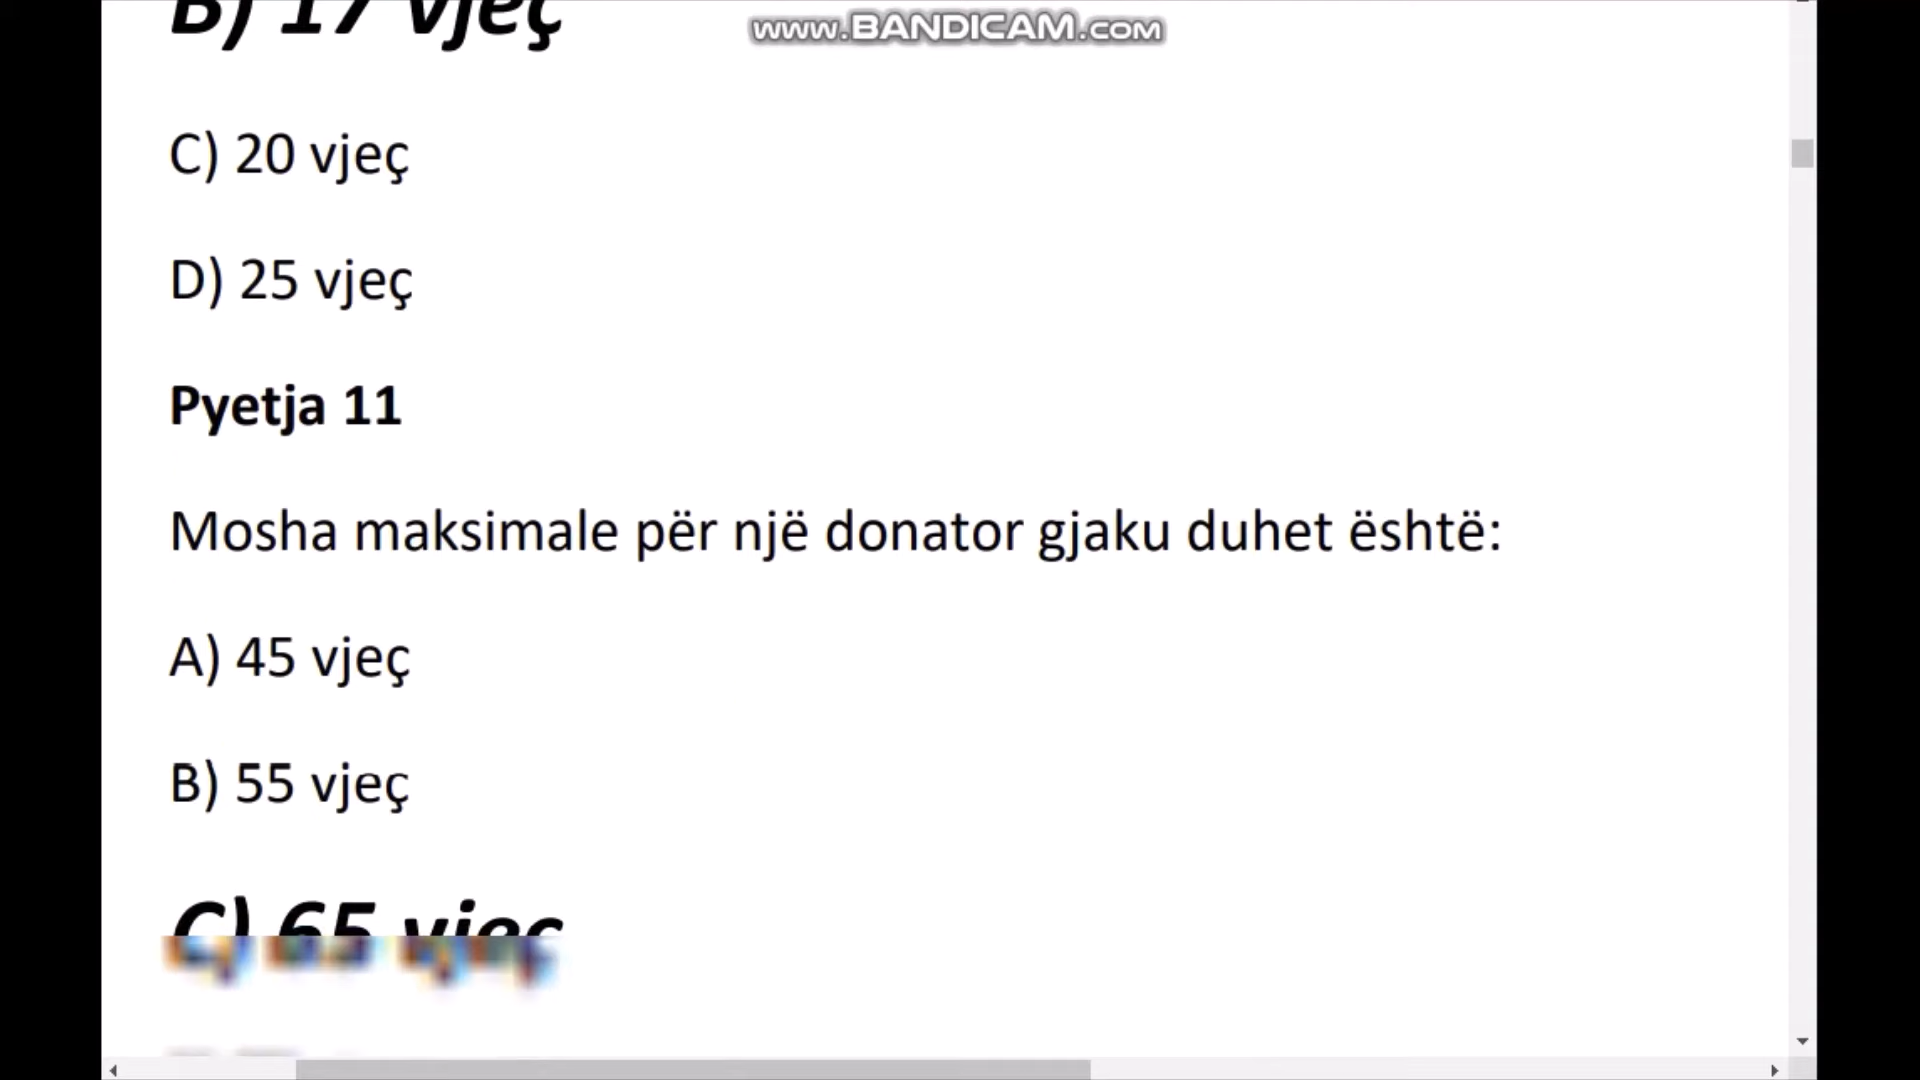 B) 17 vjeç
www.BANDICAM.com
C) 20 vjeç
D) 25 vjeç
Pyetja 11
Mosha maksimale për një donator gjaku duhet është:
A) 45 vjeç
B) 55 vjeç
C) 65 vjeç